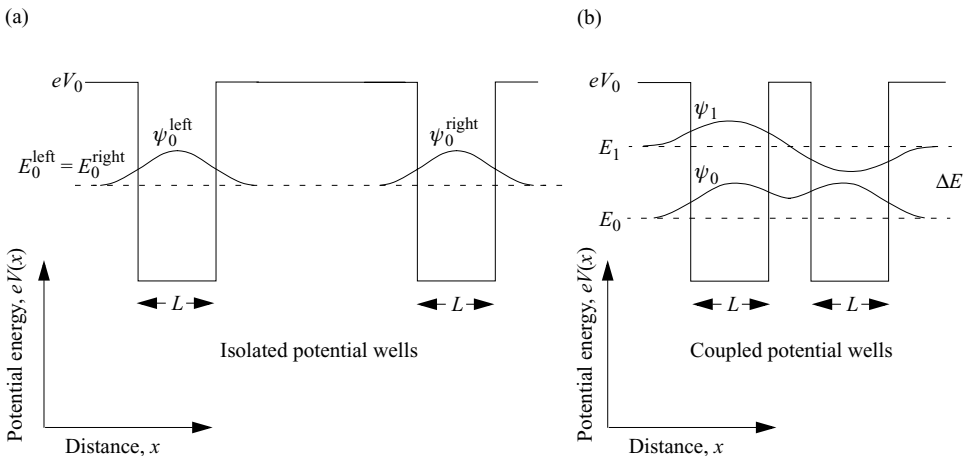 (a)
eV₀
ψ₀ˡᵉᶠᵗ
ψ₀ʳⁱᵍʰᵗ
E₀ˡᵉᶠᵗ = E₀ʳⁱᵍʰᵗ
L
L
Isolated potential wells
Potential energy, eV(x)
Distance, x
(b)
eV₀
ψ₁
E₁
ψ₀
ΔE
E₀
L
L
Coupled potential wells
Potential energy, eV(x)
Distance, x